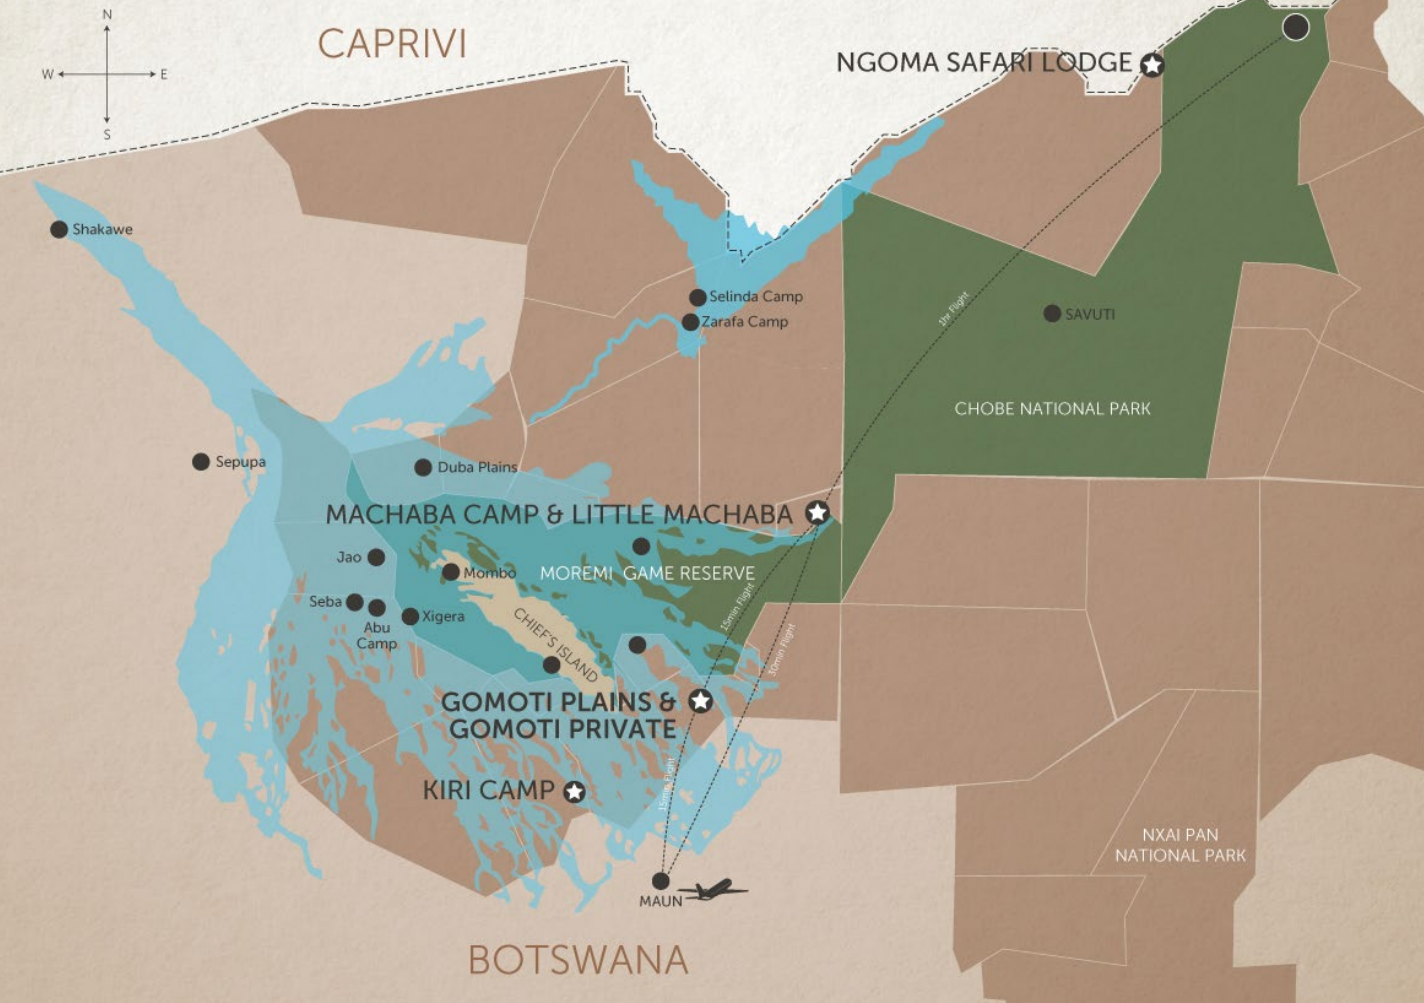 N
W
E
S
CAPRIVI
NGOMA SAFARI LODGE
Shakawe
Selinda Camp
Zarafa Camp
1hr Flight
SAVUTI
CHOBE NATIONAL PARK
Sepupa
Duba Plains
MACHABA CAMP & LITTLE MACHABA
Jao
Mombo
MOREMI GAME RESERVE
Seba
Abu
Camp
Xigera
CHIEF'S ISLAND
15min Flight
30min Flight
GOMOTI PLAINS &
GOMOTI PRIVATE
15min Flight
KIRI CAMP
NXAI PAN
NATIONAL PARK
MAUN
BOTSWANA